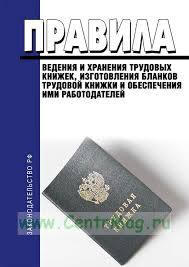 ПРАВИЛА
ВЕДЕНИЯ И ХРАНЕНИЯ ТРУДОВЫХ
КНИЖЕК, ИЗГОТОВЛЕНИЯ БЛАНКОВ
ТРУДОВОЙ КНИЖКИ И ОБЕСПЕЧЕНИЯ
ИМИ РАБОТОДАТЕЛЕЙ
ЗАКОНОДАТЕЛЬСТВО РФ
ТРУДОВАЯ
КНИЖКА